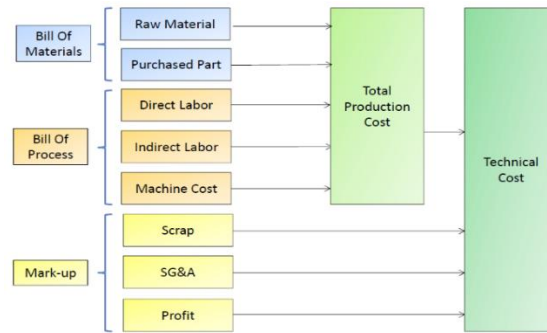 Bill Of
Materials
Raw Material
Purchased Part
Bill Of
Process
Direct Labor
Indirect Labor
Machine Cost
Mark-up
Scrap
SG&A
Profit
Total
Production
Cost
Technical
Cost